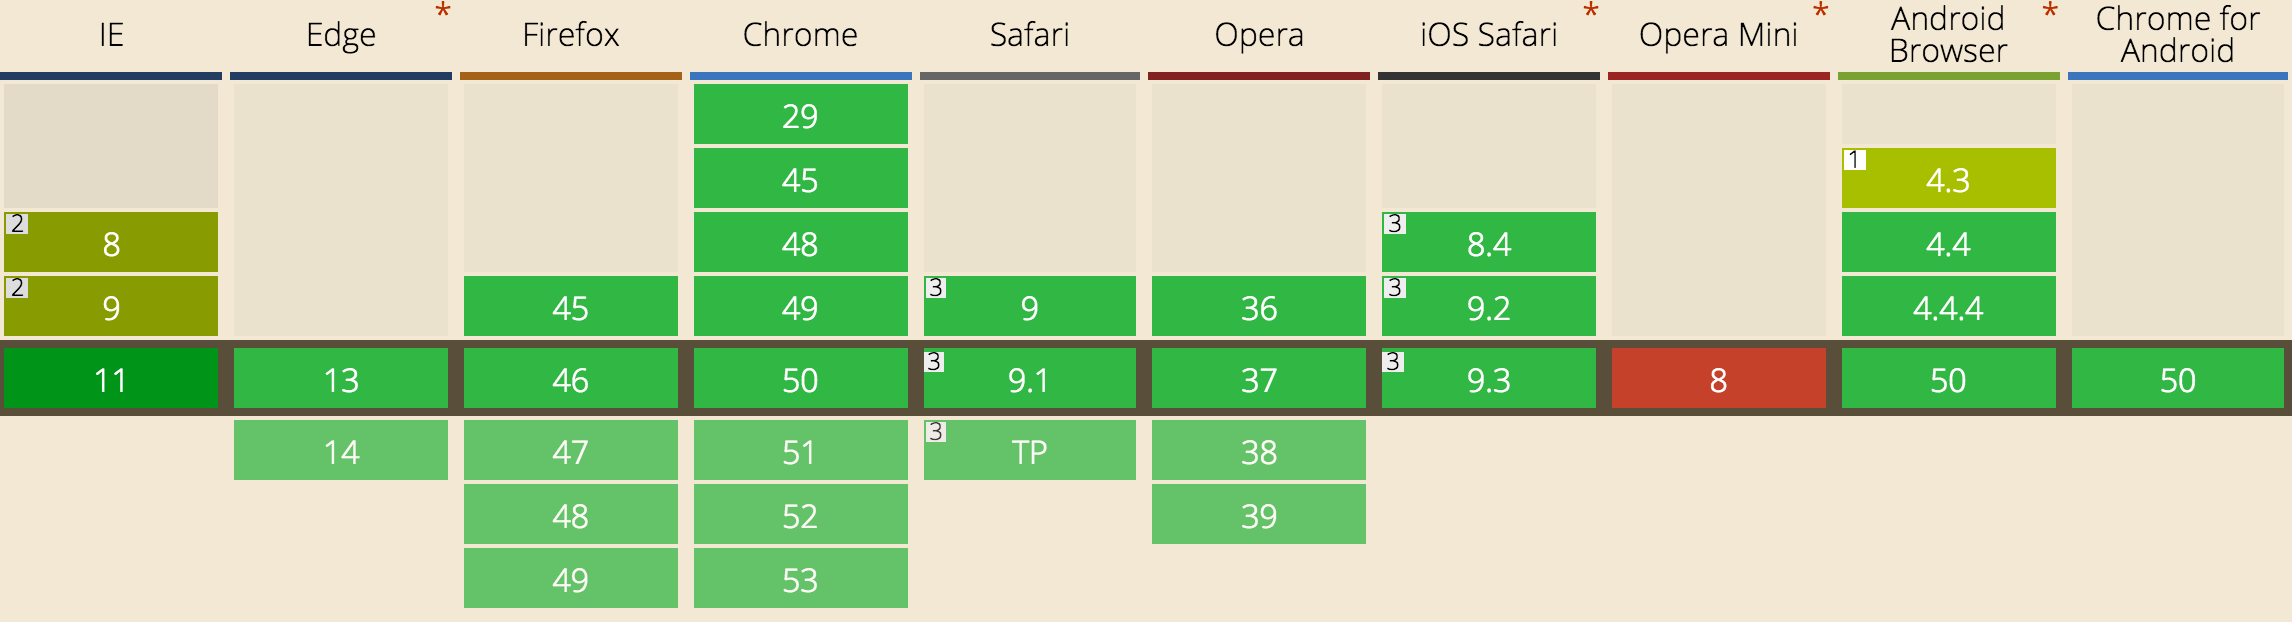 IE Edge * Firefox Chrome Safari Opera iOS Safari * Opera Mini * Android Browser * Chrome for Android
29
45 1 4.3
2 8 48 3 8.4 4.4
2 9 45 49 3 9 36 3 9.2 4.4.4
11 13 46 50 3 9.1 37 3 9.3 8 50 50
14 47 51 3 TP 38
48 52 39
49 53